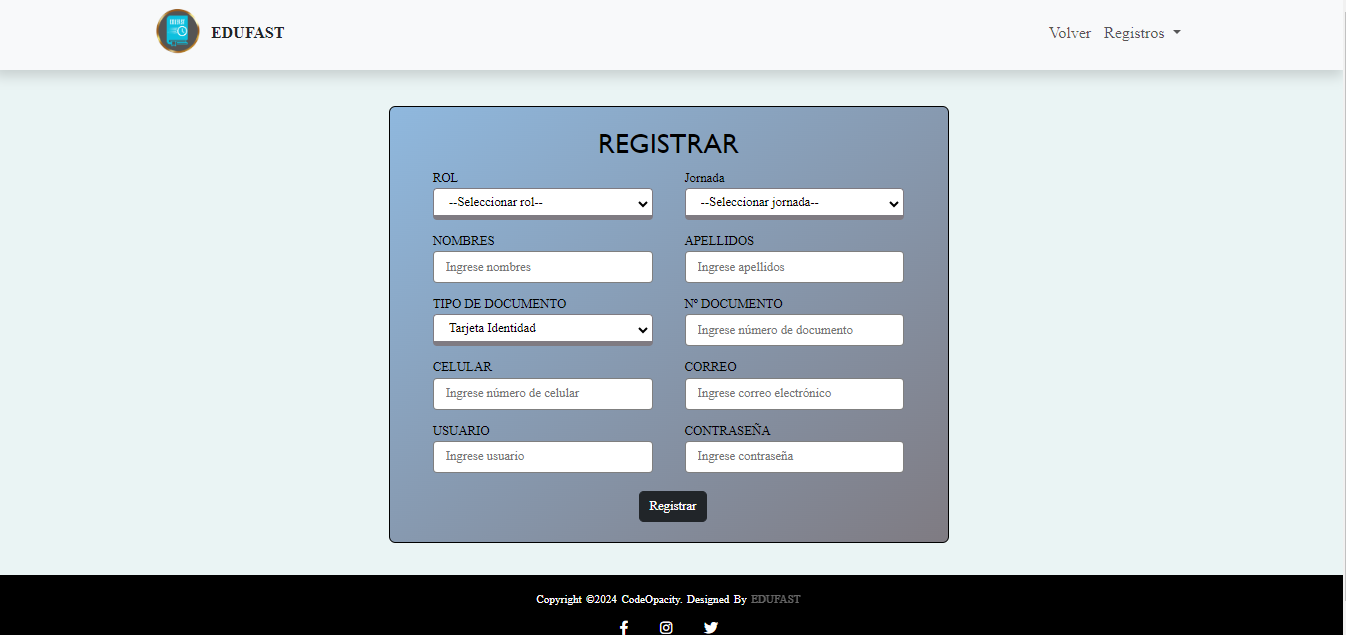 EDUFAST
Volver Registros
REGISTRAR
ROL Jornada
--Seleccionar rol-- --Seleccionar jornada--
NOMBRES APELLIDOS
Ingrese nombres Ingrese apellidos
TIPO DE DOCUMENTO Nº DOCUMENTO
Tarjeta Identidad Ingrese número de documento
CELULAR CORREO
Ingrese número de celular Ingrese correo electrónico
USUARIO CONTRASEÑA
Ingrese usuario Ingrese contraseña
Registrar
Copyright ©2024 CodeOpacity. Designed By EDUFAST